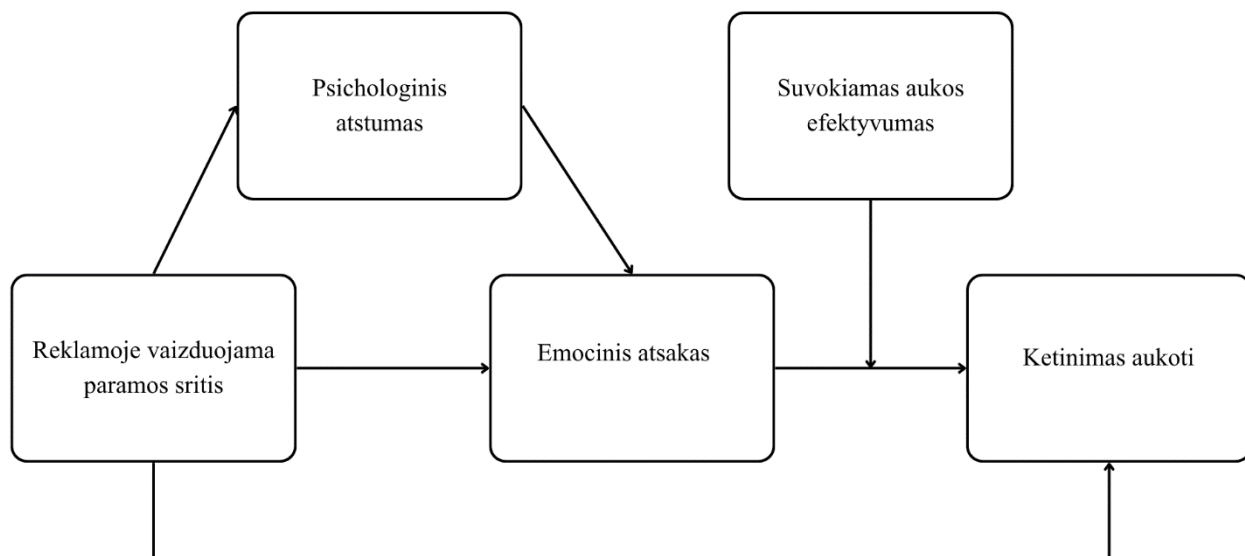 Psichologinis
atstumas
Suvokiamas aukos
efektyvumas
Reklamoje vaizduojama
paramos sritis
Emocinis atsakas
Ketinimas aukoti